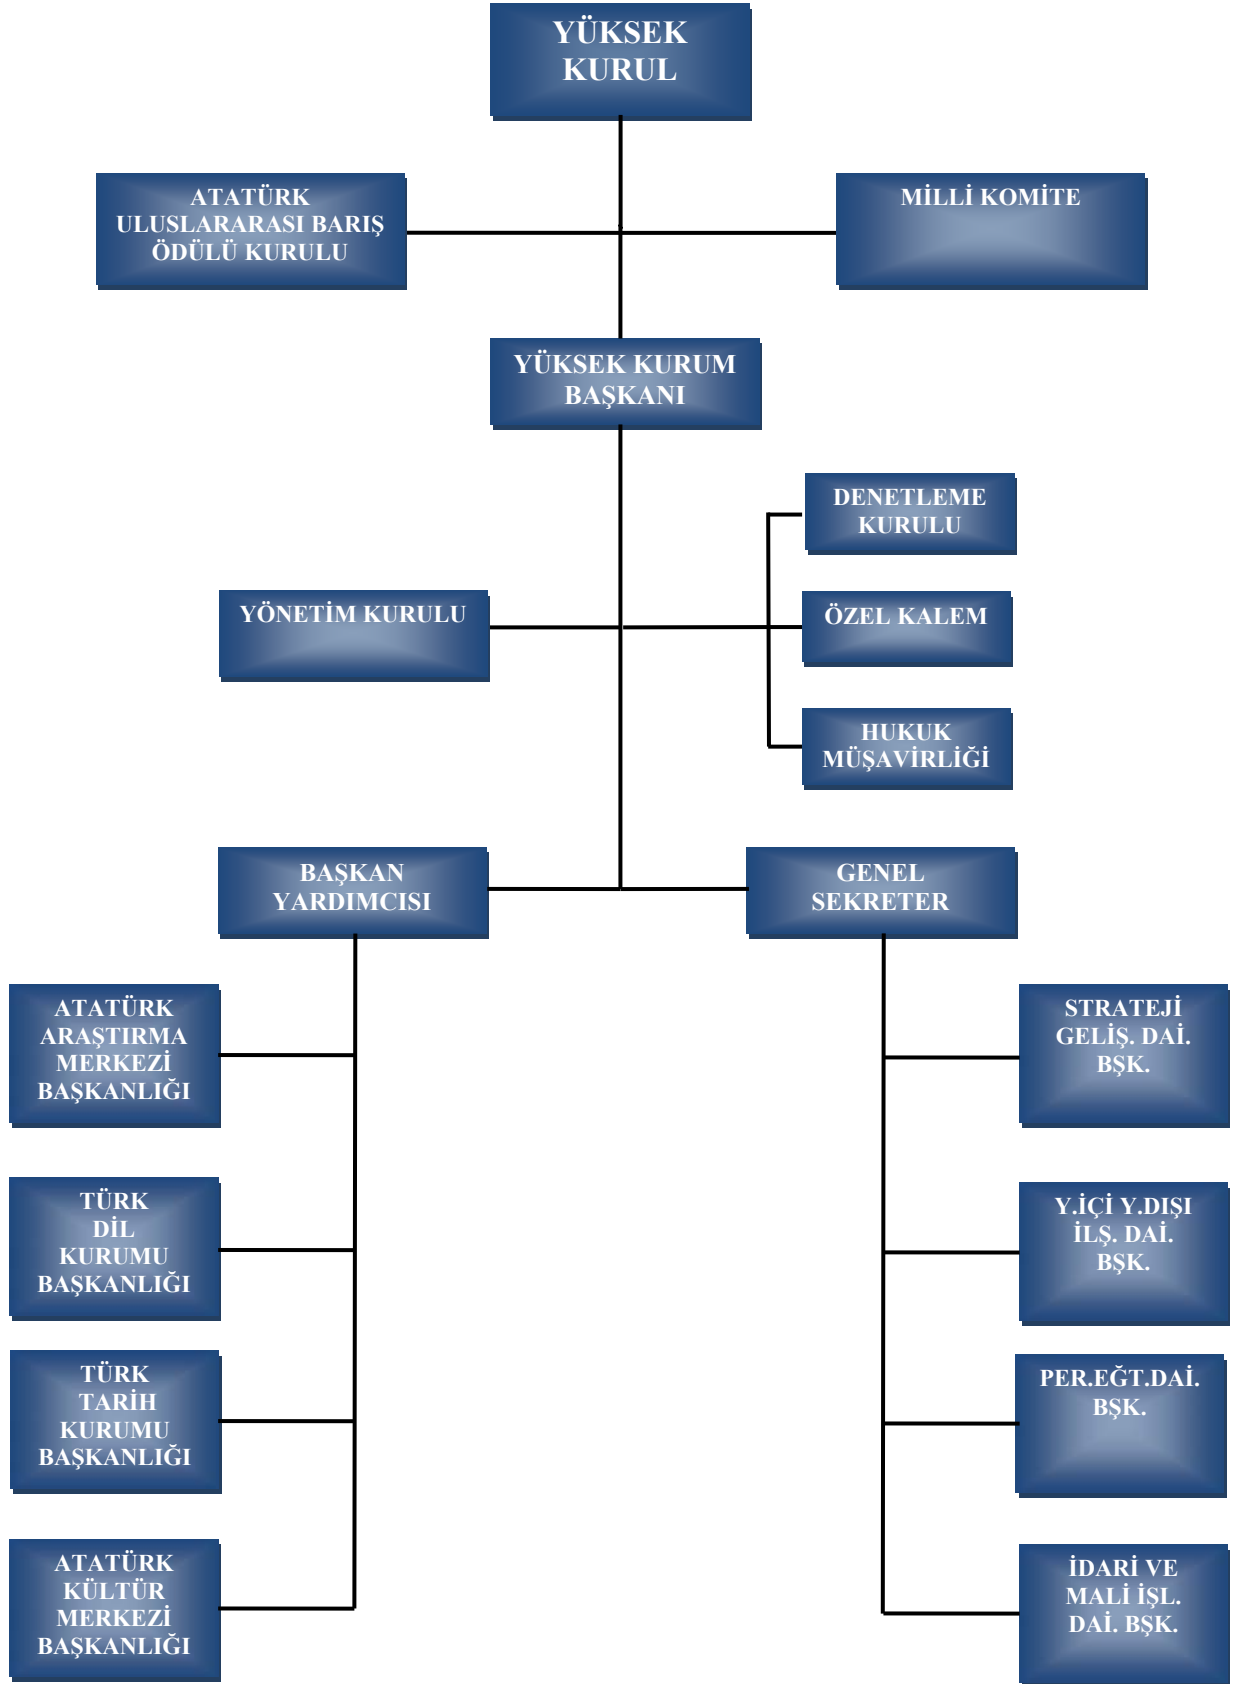 YÜKSEK
KURUL
ATATÜRK
ULUSLARARASI BARIŞ
ÖDÜLÜ KURULU
MİLLİ KOMİTE
YÜKSEK KURUM
BAŞKANI
DENETLEME
KURULU
YÖNETİM KURULU
ÖZEL KALEM
HUKUK
MÜŞAVİRLİĞİ
BAŞKAN
YARDIMCISI
GENEL
SEKRETER
ATATÜRK
ARAŞTIRMA
MERKEZİ
BAŞKANLIĞI
STRATEJİ
GELİŞ. DAİ.
BŞK.
TÜRK
DİL
KURUMU
BAŞKANLIĞI
Y.İÇİ Y.DIŞI
İLŞ. DAİ.
BŞK.
TÜRK
TARİH
KURUMU
BAŞKANLIĞI
PER.EĞT.DAİ.
BŞK.
ATATÜRK
KÜLTÜR
MERKEZİ
BAŞKANLIĞI
İDARİ VE
MALİ İŞL.
DAİ. BŞK.